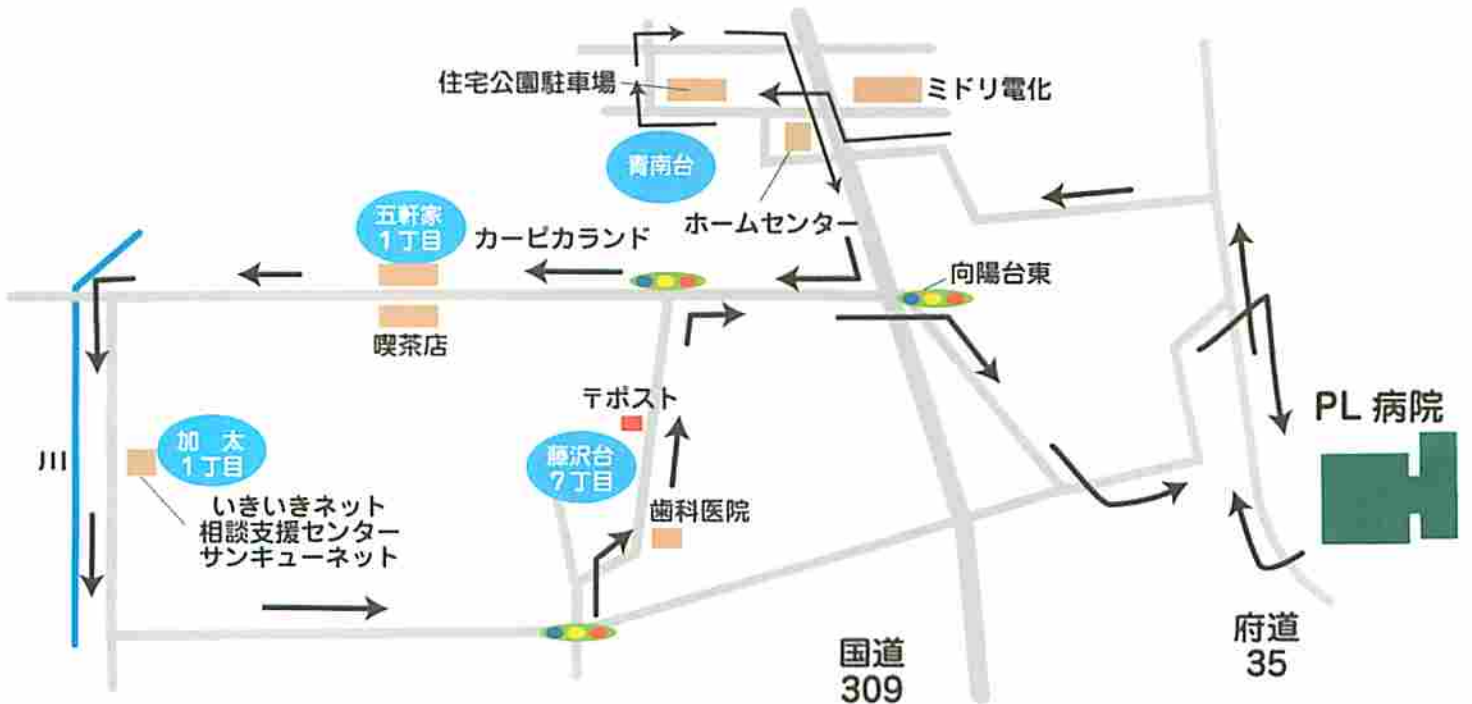 住宅公園駐車場
ミドリ電化
青南台
ホームセンター
五軒家
1丁目
カーピカランド
向陽台東
喫茶店
〒ポスト
PL 病院
川
加 太
1丁目
藤沢台
7丁目
いきいきネット
相談支援センター
サンキューネット
歯科医院
国道
309
府道
35